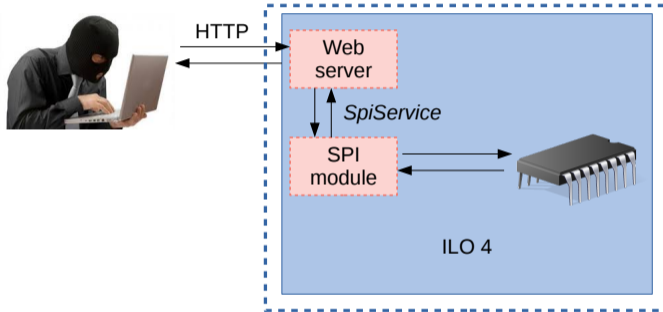 HTTP
Web
server
SpiService
SPI
module
ILO 4